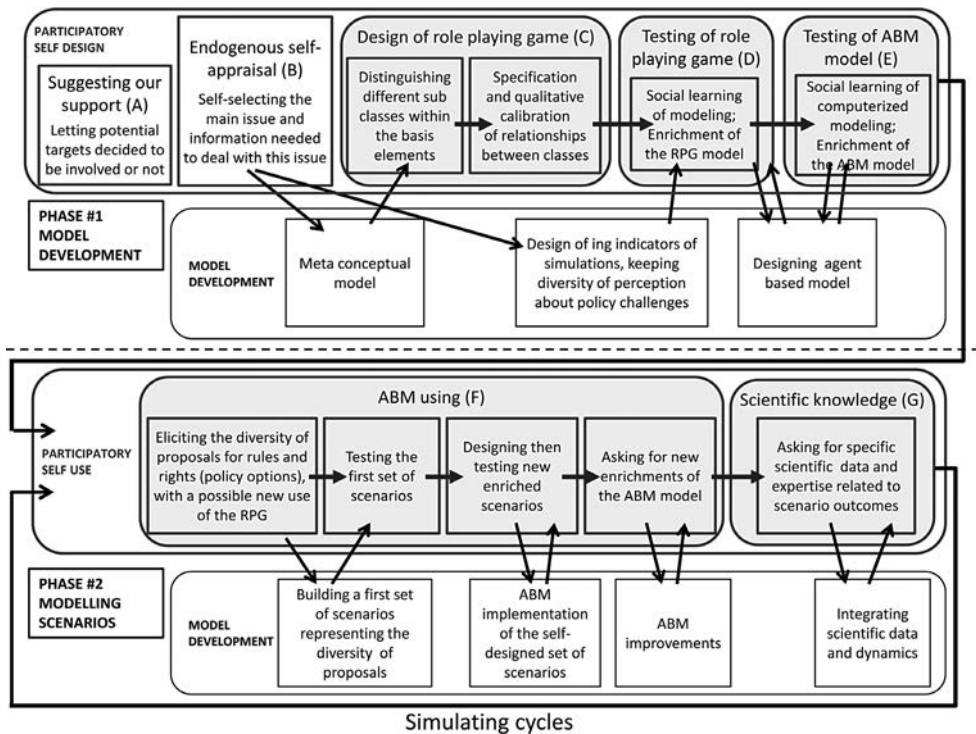 PARTICIPATORY
SELF DESIGN
Suggesting our
support (A)
Letting potential
targets decided to
be involved or not
Endogenous self-
appraisal (B)
Self-selecting the
main issue and
information needed
to deal with this issue
Design of role playing game (C)
Distinguishing
different sub
classes within
the basis
elements
Specification
and qualitative
calibration
of relationships
between classes
Testing of role
playing game (D)
Social learning
of modeling;
Enrichment of
the RPG model
Testing of ABM
model (E)
Social learning of
computerized
modeling;
Enrichment of
the ABM model
PHASE #1
MODEL
DEVELOPMENT
MODEL
DEVELOPMENT
Meta conceptual
model
Design of ing indicators of
simulations, keeping
diversity of perception
about policy challenges
Designing agent
based model
PARTICIPATORY
SELF USE
ABM using (F)
Eliciting the diversity of
proposals for rules and
rights (policy options),
with a possible new use
of the RPG
Testing the
first set of
scenarios
Designing then
testing new
enriched
scenarios
Asking for new
enrichments
of the ABM model
Scientific knowledge (G)
Asking for specific
scientific data and
expertise related to
scenario outcomes
PHASE #2
MODELLING
SCENARIOS
MODEL
DEVELOPMENT
Building a first set
of scenarios
representing the
diversity of
proposals
ABM
implementation
of the self-
designed set of
scenarios
ABM
improvements
Integrating
scientific data
and dynamics
Simulating cycles